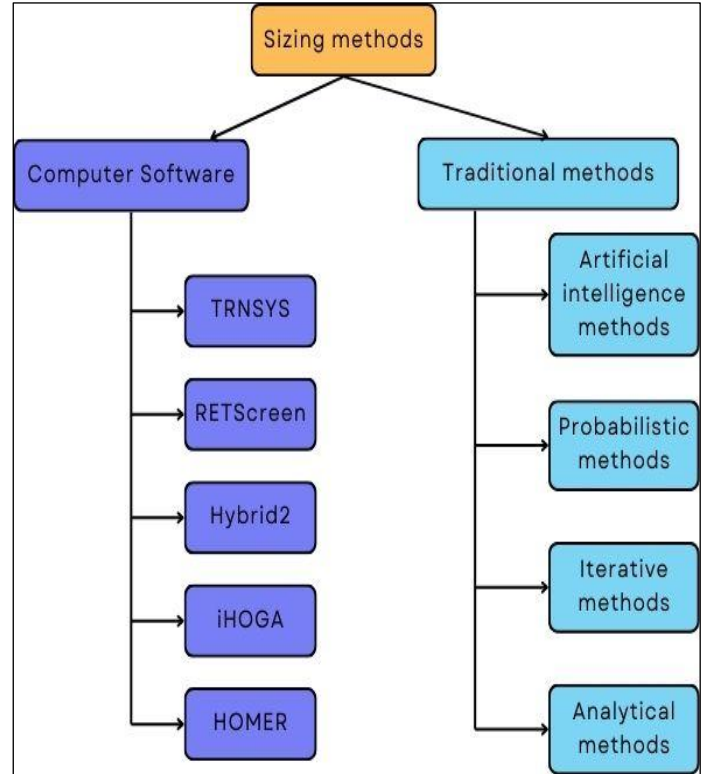 Sizing methods
Computer Software
Traditional methods
TRNSYS
RETScreen
Hybrid2
iHOGA
HOMER
Artificial
intelligence
methods
Probabilistic
methods
Iterative
methods
Analytical
methods